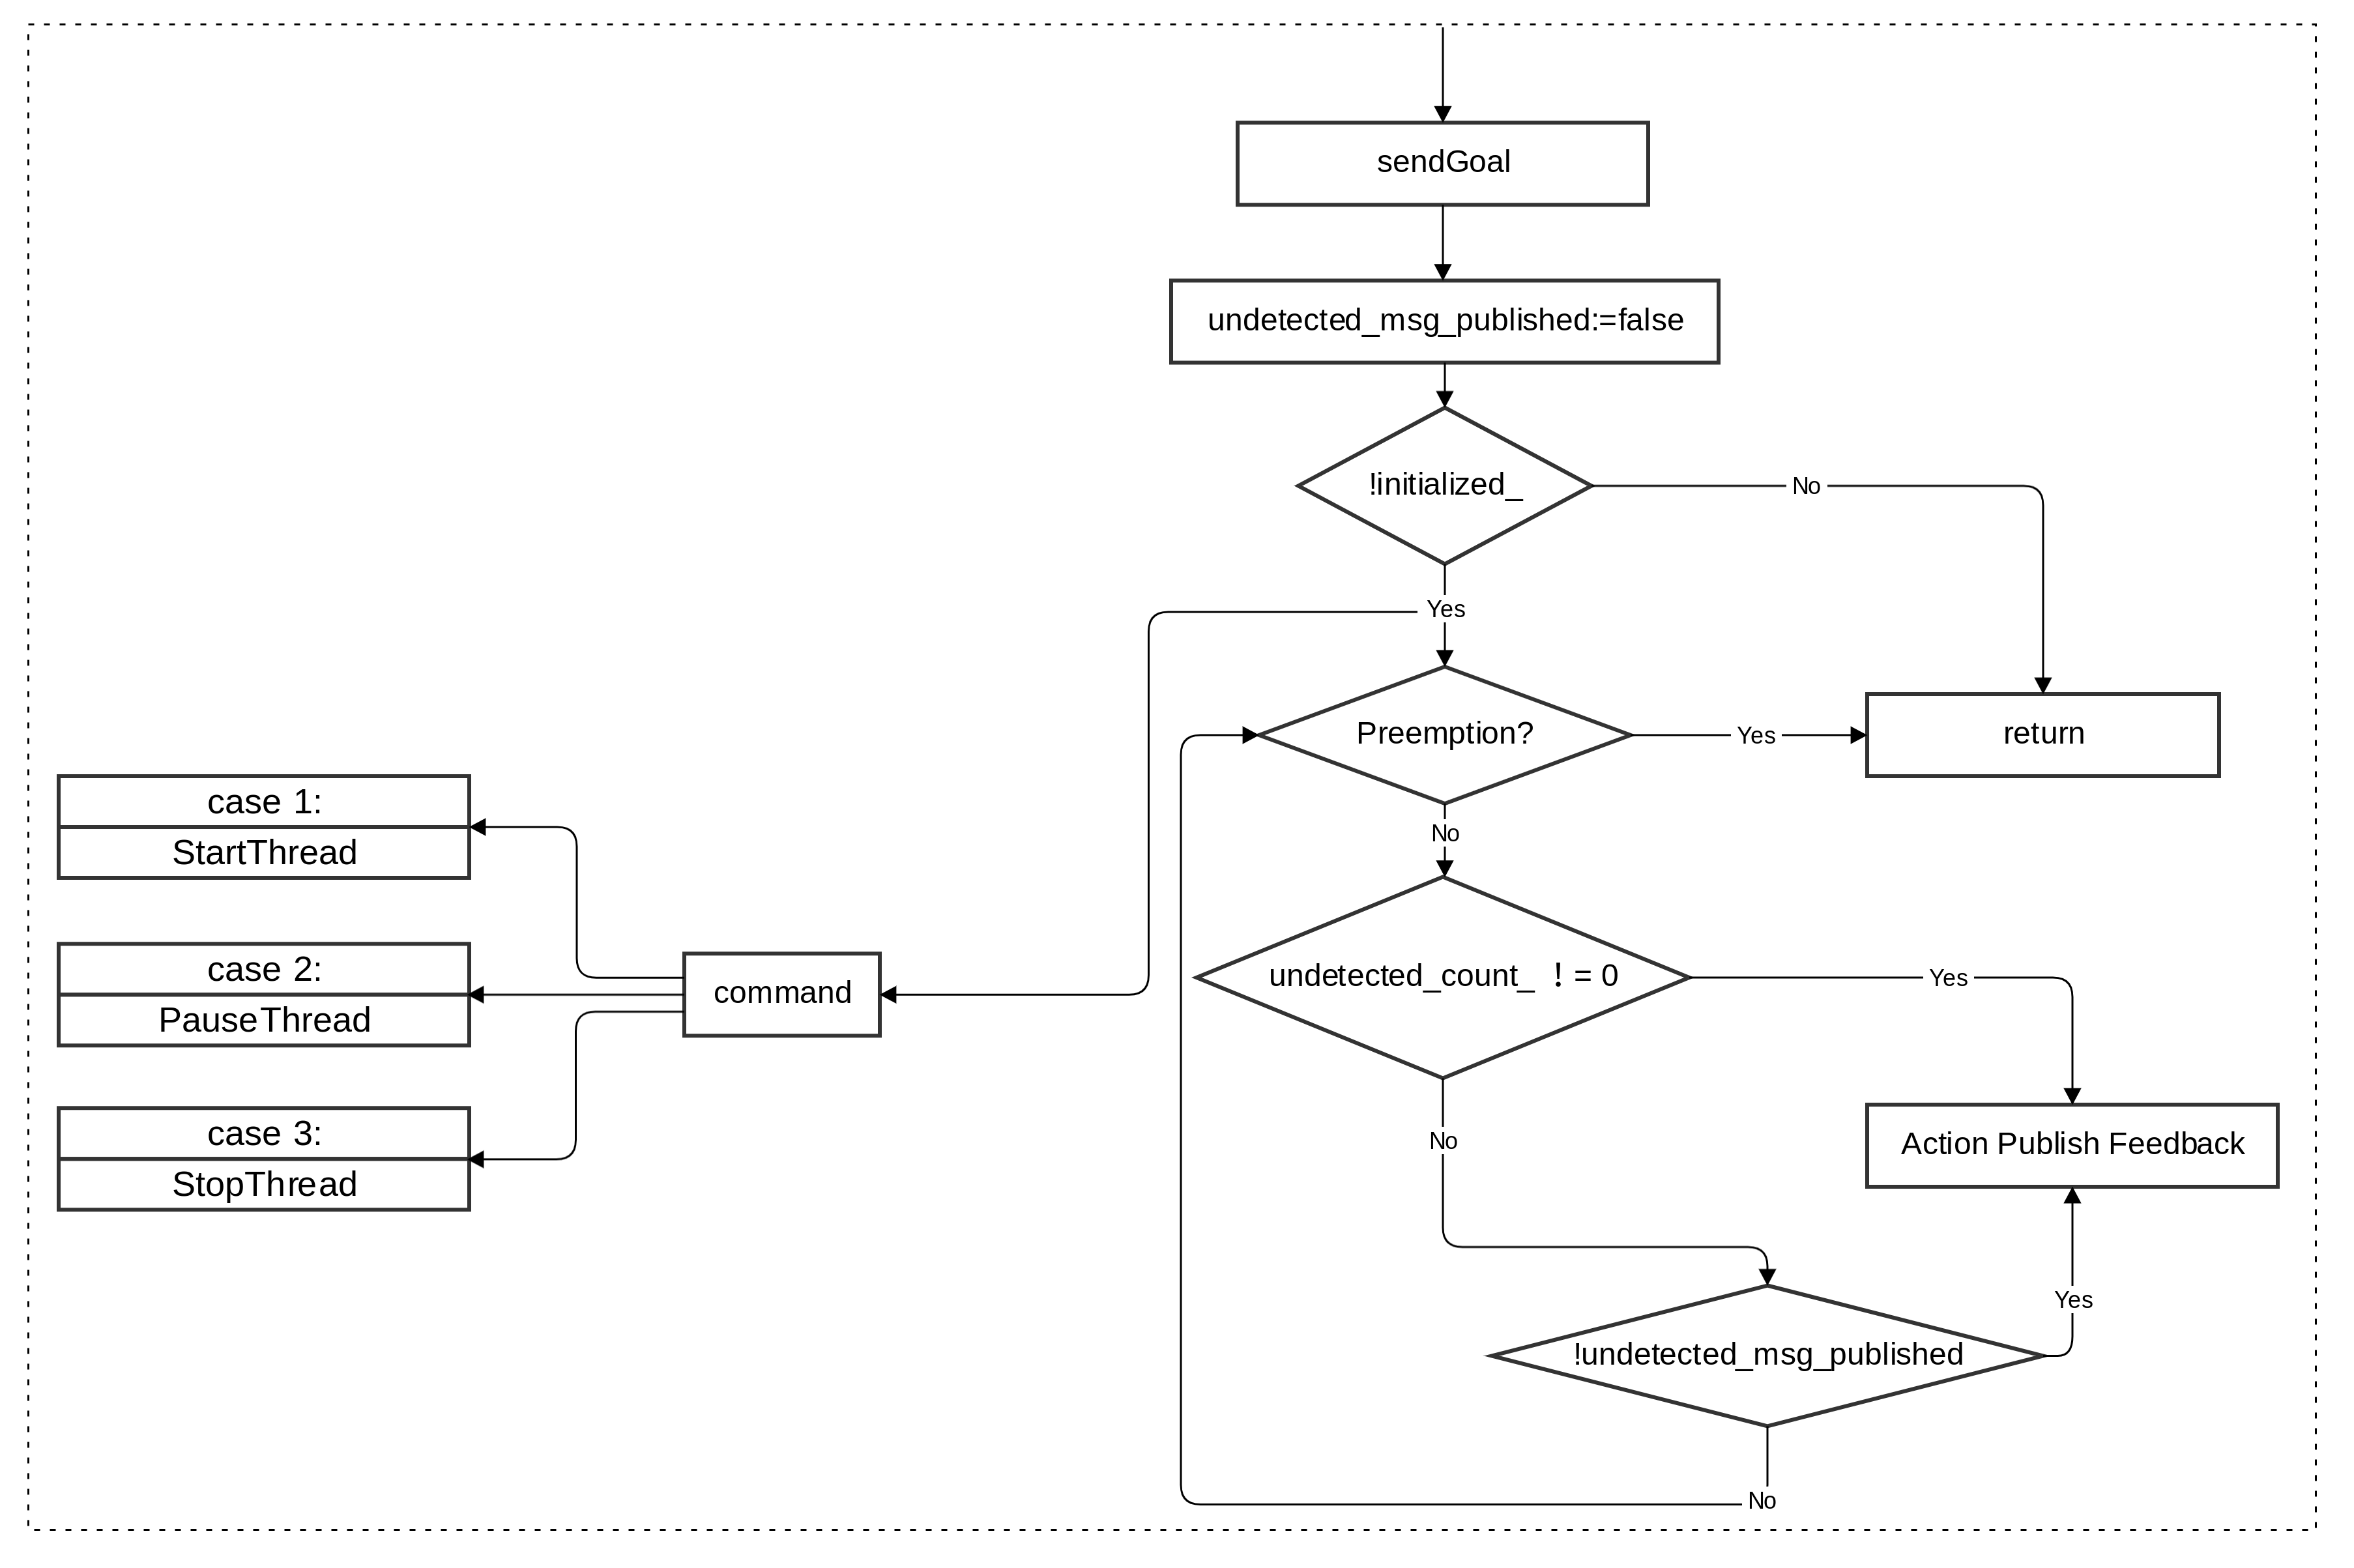 sendGoal
undetected_msg_published:=false
!initialized_
No
Yes
Preemption?
Yes
return
No
case 1:
StartThread
case 2:
PauseThread
case 3:
StopThread
command
undetected_count_ ！= 0
Yes
No
Action Publish Feedback
Yes
!undetected_msg_published
No